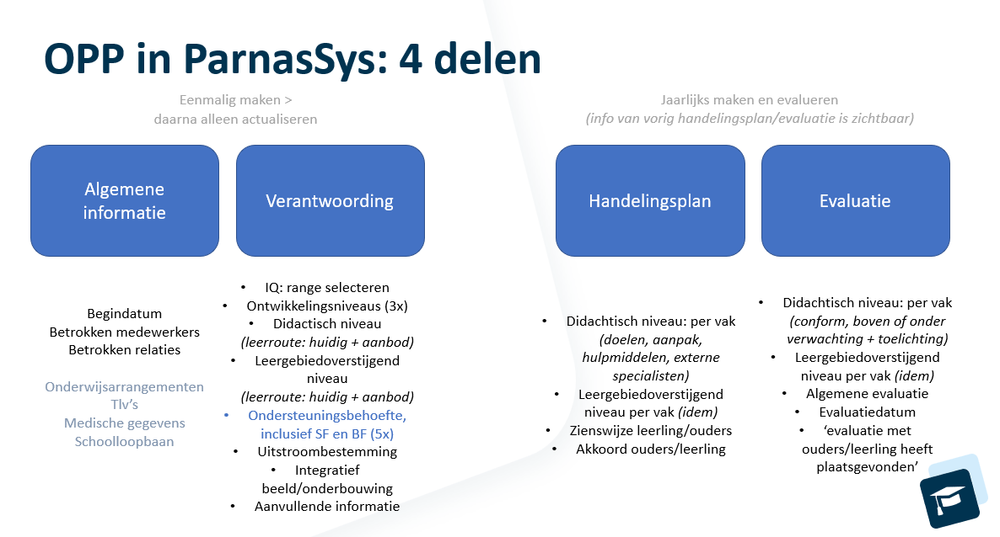 OPP in ParnasSys: 4 delen
Eenmalig maken >
daarna alleen actualiseren
Jaarlijks maken en evalueren
(info van vorig handelingsplan/evaluatie is zichtbaar)
Algemene
informatie
Verantwoording
Handelingsplan
Evaluatie
Begindatum
Betrokken medewerkers
Betrokken relaties
Onderwijsarrangementen
Tlv's
Medische gegevens
Schoolloopbaan
• IQ: range selecteren
• Ontwikkelingsniveaus (3x)
• Didactisch niveau
(leerroute: huidig + aanbod)
• Leergebiedoverstijgend
niveau
(leerroute: huidig + aanbod)
• Ondersteuningsbehoefte,
inclusief SF en BF (5x)
• Uitstroombestemming
• Integratief
beeld/onderbouwing
• Aanvullende informatie
• Didachtisch niveau: per vak
(doelen, aanpak,
hulpmiddelen, externe
specialisten)
• Leergebiedoverstijgend
niveau per vak (idem)
• Zienswijze leerling/ouders
• Akkoord ouders/leerling
• Didachtisch niveau: per vak
(conform, boven of onder
verwachting + toelichting)
• Leergebiedoverstijgend
niveau per vak (idem)
• Algemene evaluatie
• Evaluatiedatum
• ‘evaluatie met
ouders/leerling heeft
plaatsgevonden’